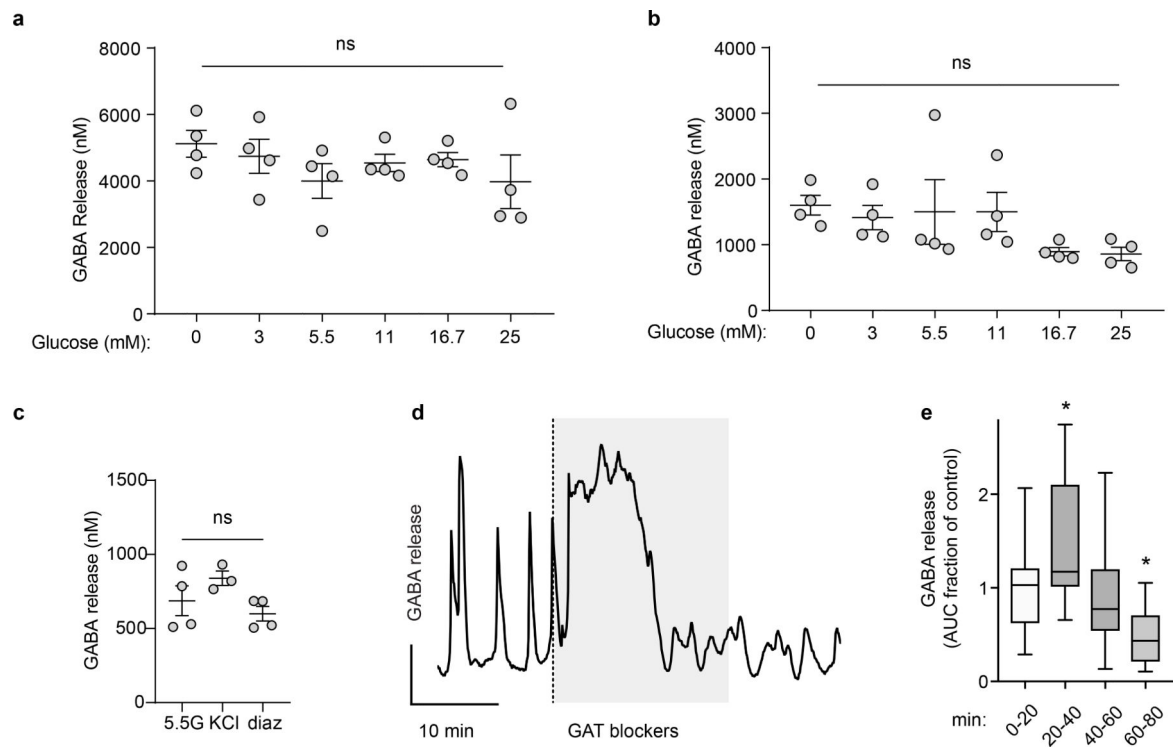 a
ns
GABA Release (nM)
8000
6000
4000
2000
0
Glucose (mM): 0 3 5.5 11 16.7 25
b
ns
GABA release (nM)
4000
3000
2000
1000
0
Glucose (mM): 0 3 5.5 11 16.7 25
c
ns
GABA release (nM)
1500
1000
500
0
5.5G KCl diaz
d
GABA release
10 min
GAT blockers
e
GABA release
(AUC fraction of control)
2
1
0
* *
min: 0-20 20-40 40-60 60-80